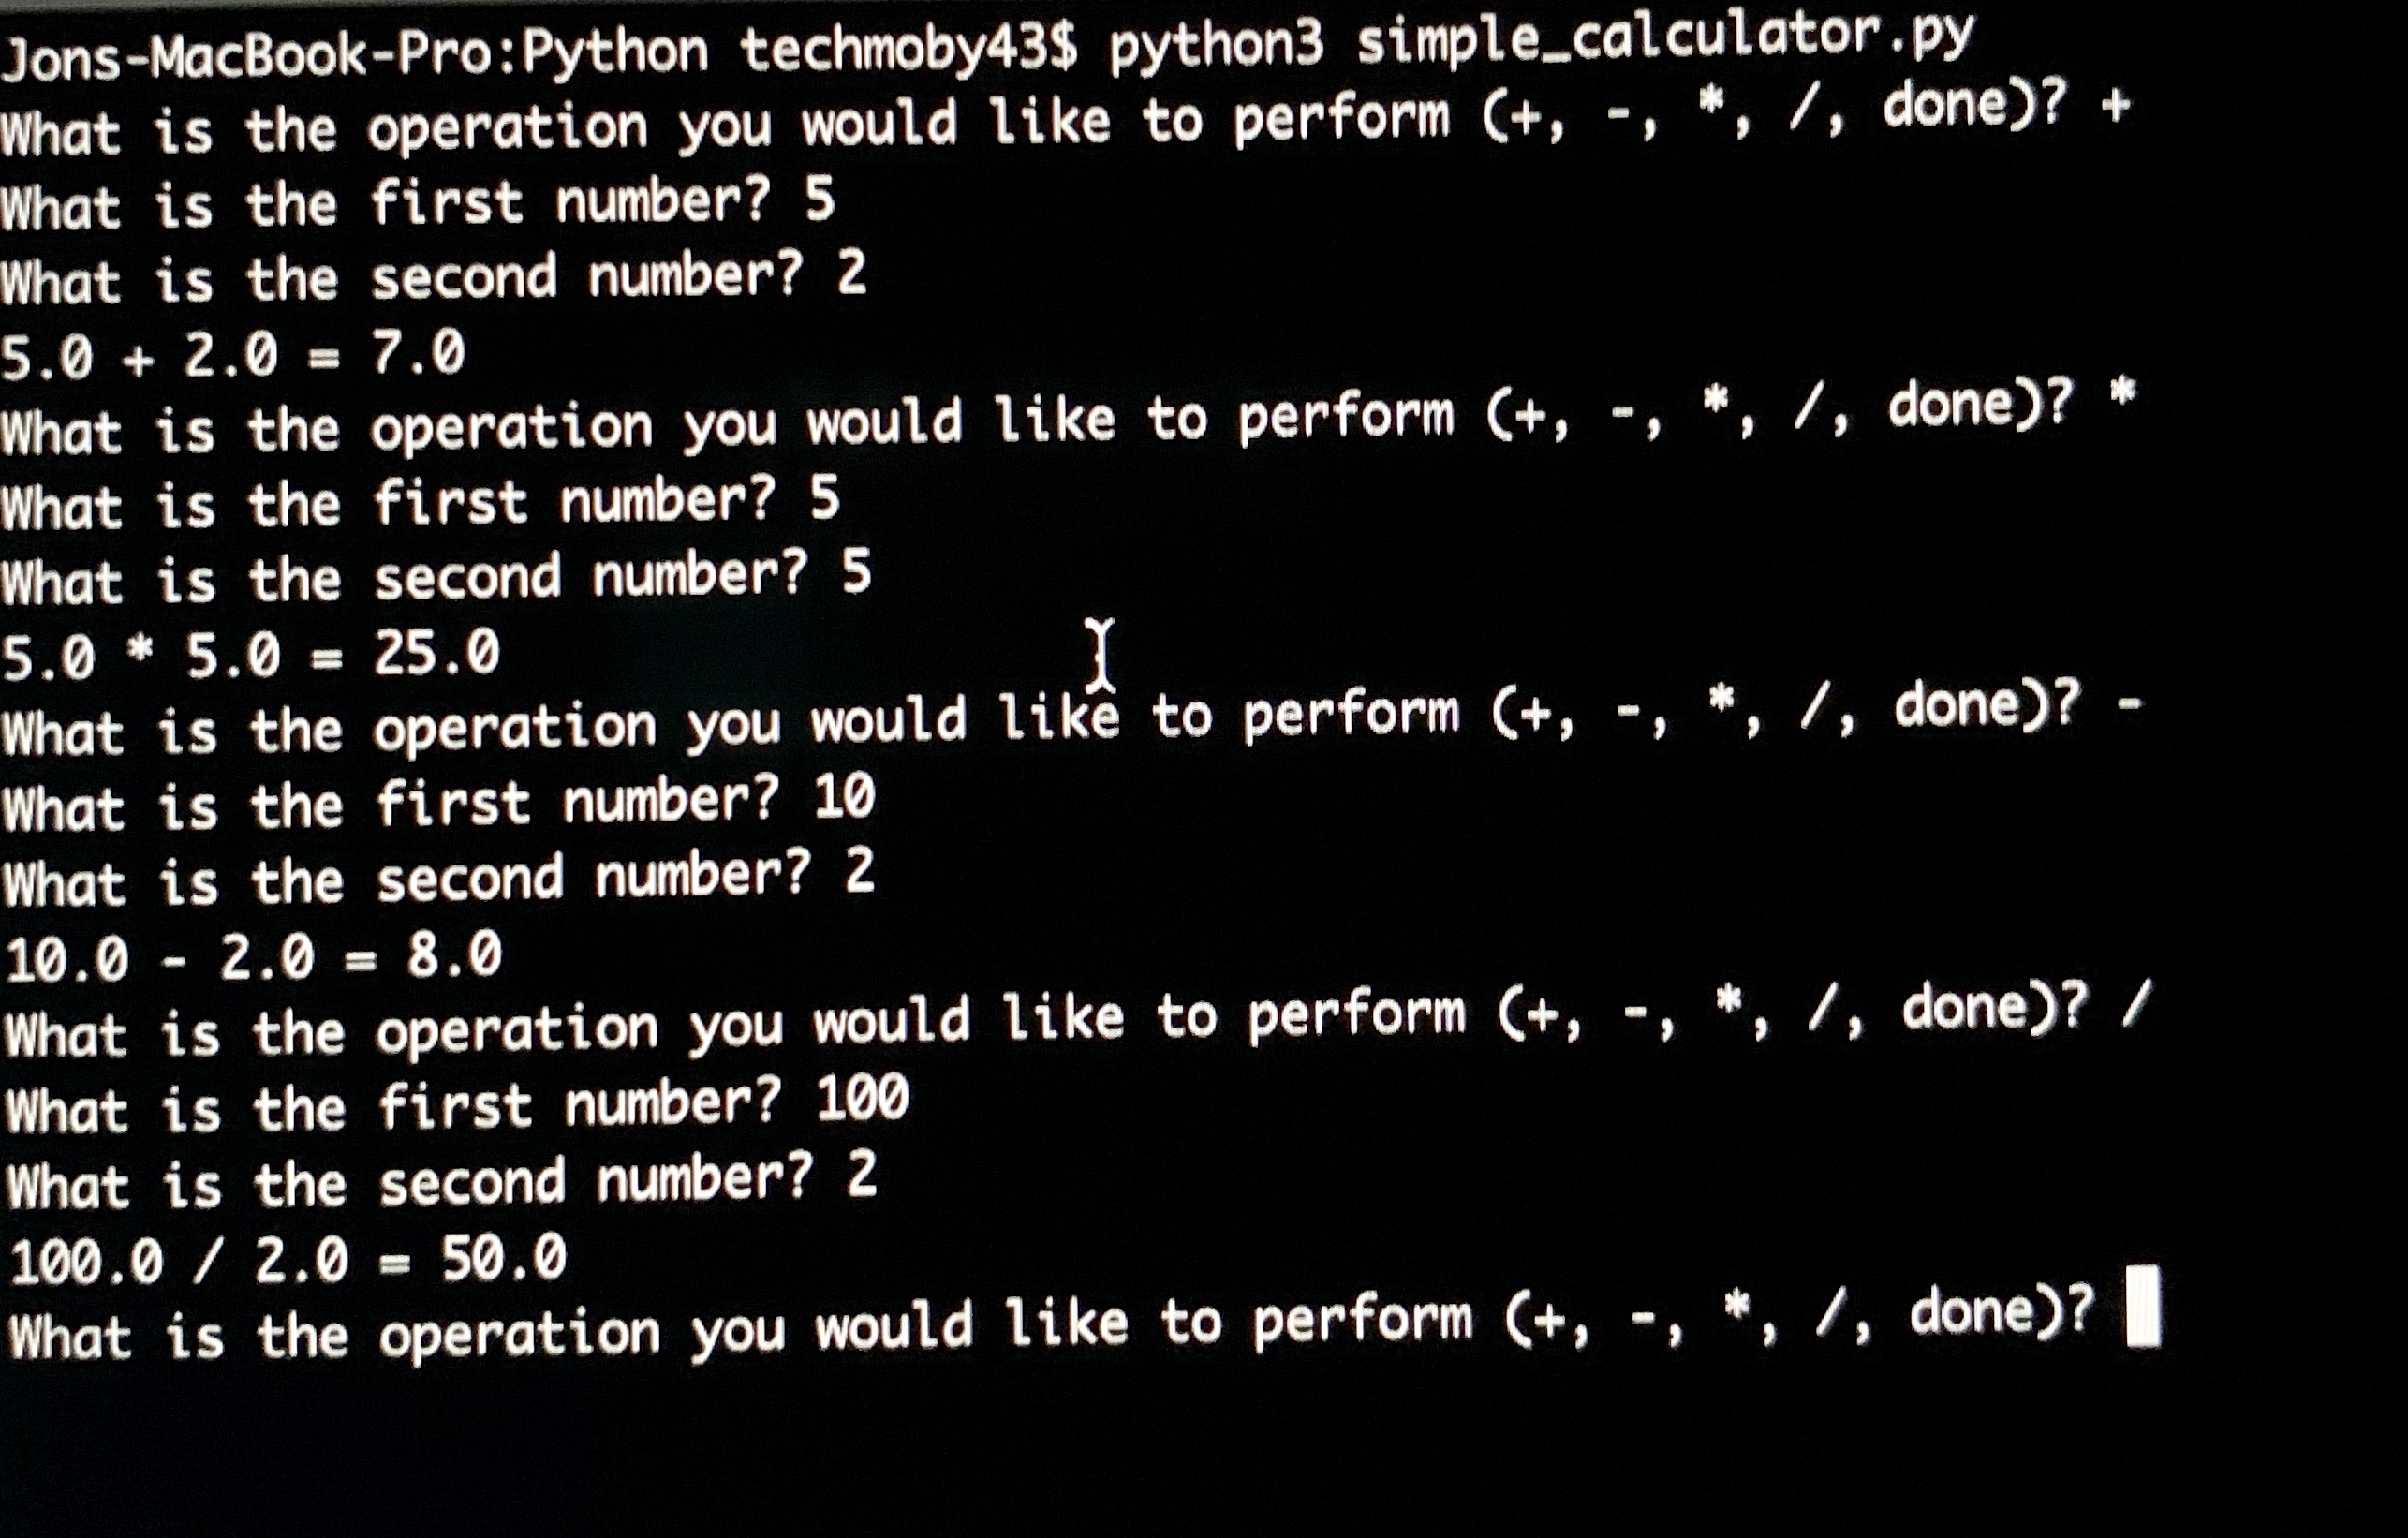 Jons-MacBook-Pro:Python techmoby43$ python3 simple_calculator.py
What is the operation you would like to perform (+, -, *, /, done)? +
What is the first number? 5
What is the second number? 2
5.0 + 2.0 = 7.0
What is the operation you would like to perform (+, -, *, /, done)? *
What is the first number? 5
What is the second number? 5
5.0 * 5.0 = 25.0
What is the operation you would like to perform (+, -, *, /, done)? -
What is the first number? 10
What is the second number? 2
10.0 - 2.0 = 8.0
What is the operation you would like to perform (+, -, *, /, done)? /
What is the first number? 100
What is the second number? 2
100.0 / 2.0 = 50.0
What is the operation you would like to perform (+, -, *, /, done)?